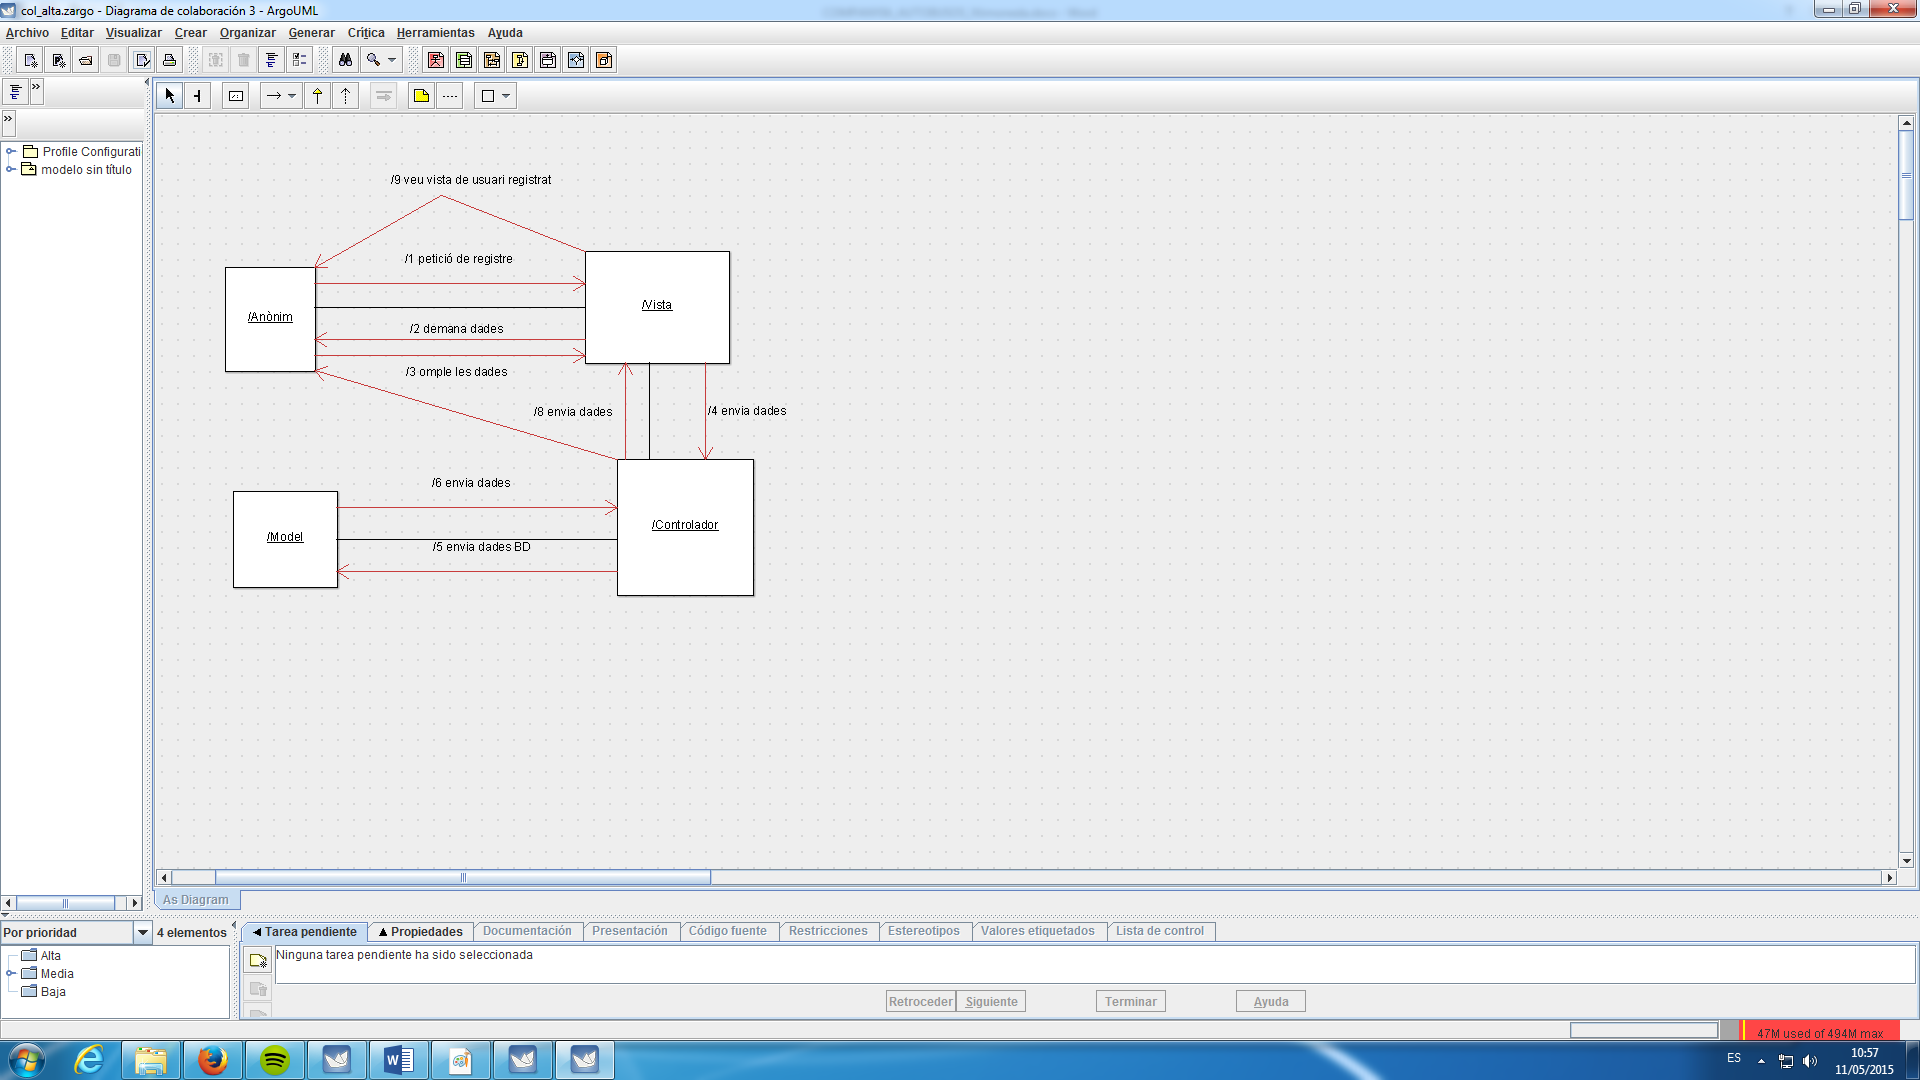 col_alta.zargo - Diagrama de colaboración 3 - ArgoUML
Archivo Editar Visualizar Crear Organizar Generar Crítica Herramientas Ayuda
Profile Configurati
modelo sin título
/9 veu vista de usuari registrat
/1 petició de registre
/Anònim
/Vista
/2 demana dades
/3 omple les dades
/8 envia dades
/4 envia dades
/6 envia dades
/Model
/Controlador
/5 envia dades BD
As Diagram
Por prioridad
4 elementos
Alta
Media
Baja
Tarea pendiente Propiedades Documentación Presentación Código fuente Restricciones Estereotipos Valores etiquetados Lista de control
Ninguna tarea pendiente ha sido seleccionada
Retroceder Siguiente Terminar Ayuda
47M used of 494M max
ES
10:57
11/05/2015